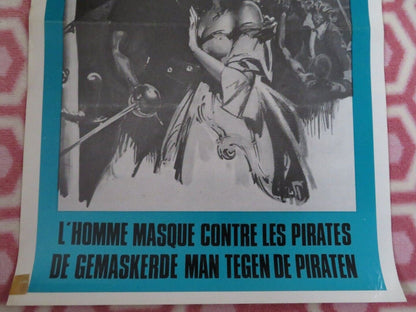 L'HOMME MASQUE CONTRE LES PIRATES
DE GEMASKERDE MAN TEGEN DE PIRATEN